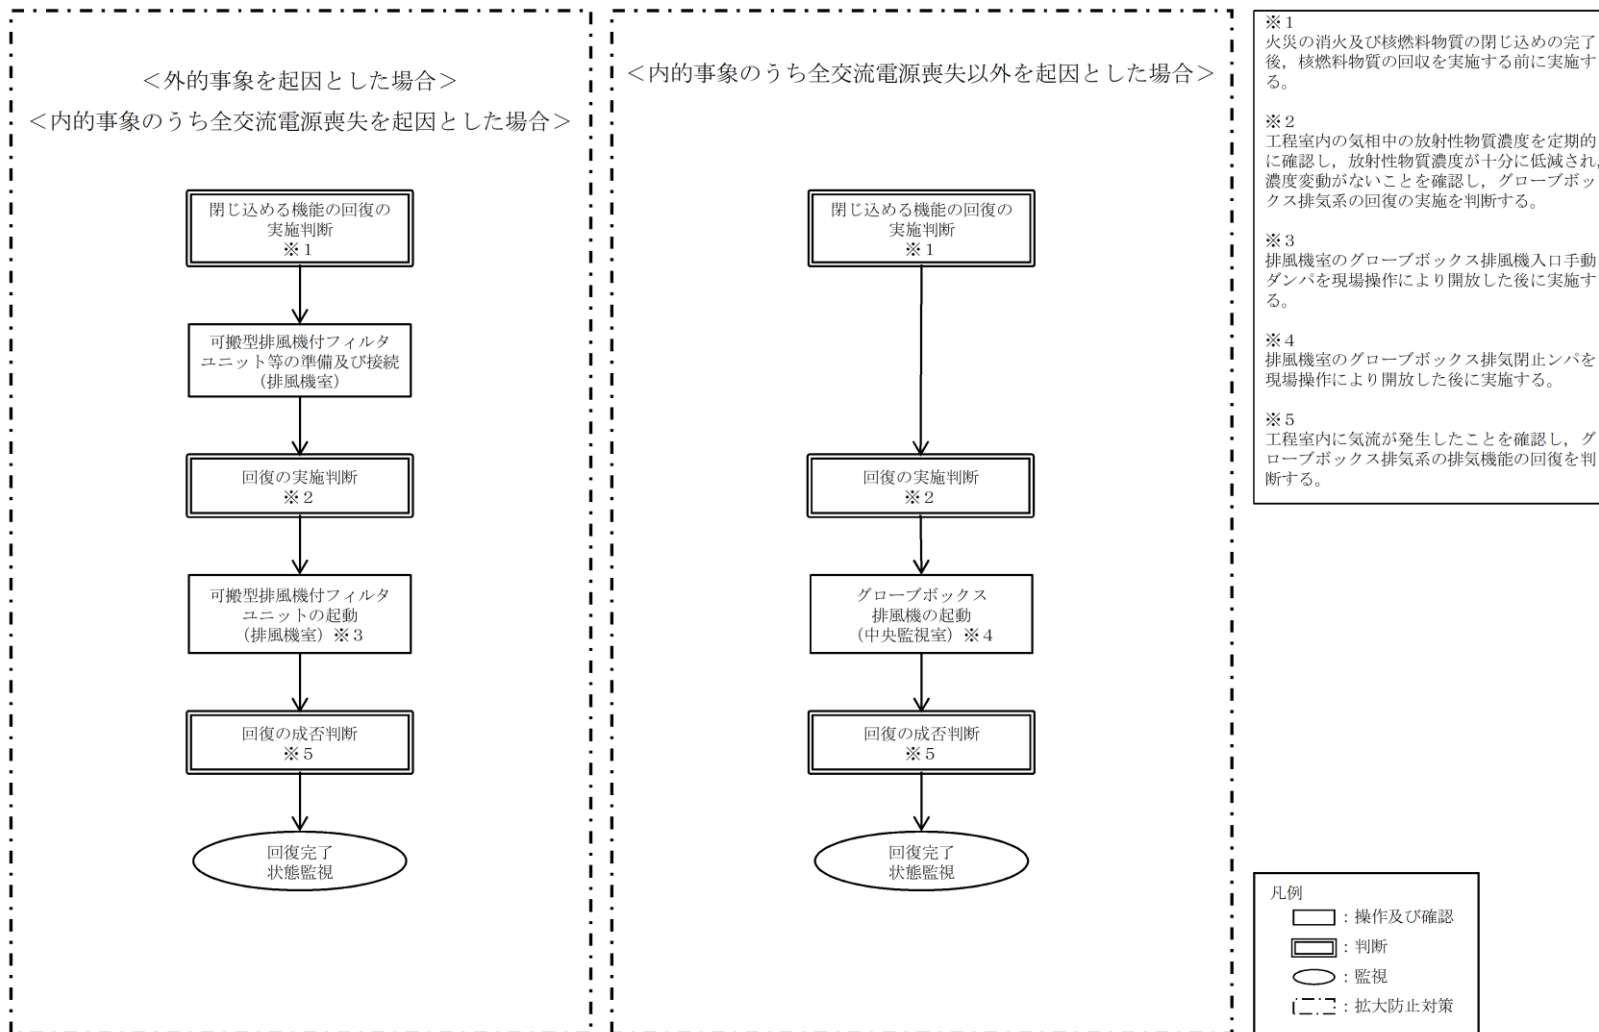 ＜外的事象を起因とした場合＞
＜内的事象のうち全交流電源喪失を起因とした場合＞
閉じ込める機能の回復の
実施判断
※１
可搬型排風機付フィルタ
ユニット等の準備及び接続
（排風機室）
回復の実施判断
※２
可搬型排風機付フィルタ
ユニットの起動
（排風機室）※３
回復の成否判断
※５
回復完了
状態監視
＜内的事象のうち全交流電源喪失以外を起因とした場合＞
閉じ込める機能の回復の
実施判断
※１
回復の実施判断
※２
グローブボックス
排風機の起動
（中央監視室）※４
回復の成否判断
※５
回復完了
状態監視
※１
火災の消火及び核燃料物質の閉じ込めの完了
後，核燃料物質の回収を実施する前に実施す
る。
※２
工程室内の気相中の放射性物質濃度を定期的
に確認し，放射性物質濃度が十分に低減され，
濃度変動がないことを確認し，グローブボッ
クス排気系の回復の実施を判断する。
※３
排風機室のグローブボックス排風機入口手動
ダンパを現場操作により開放した後に実施す
る。
※４
排風機室のグローブボックス排気閉止ンパを
現場操作により開放した後に実施する。
※５
工程室内に気流が発生したことを確認し，グ
ローブボックス排気系の排気機能の回復を判
断する。
凡例
：操作及び確認
：判断
：監視
：拡大防止対策